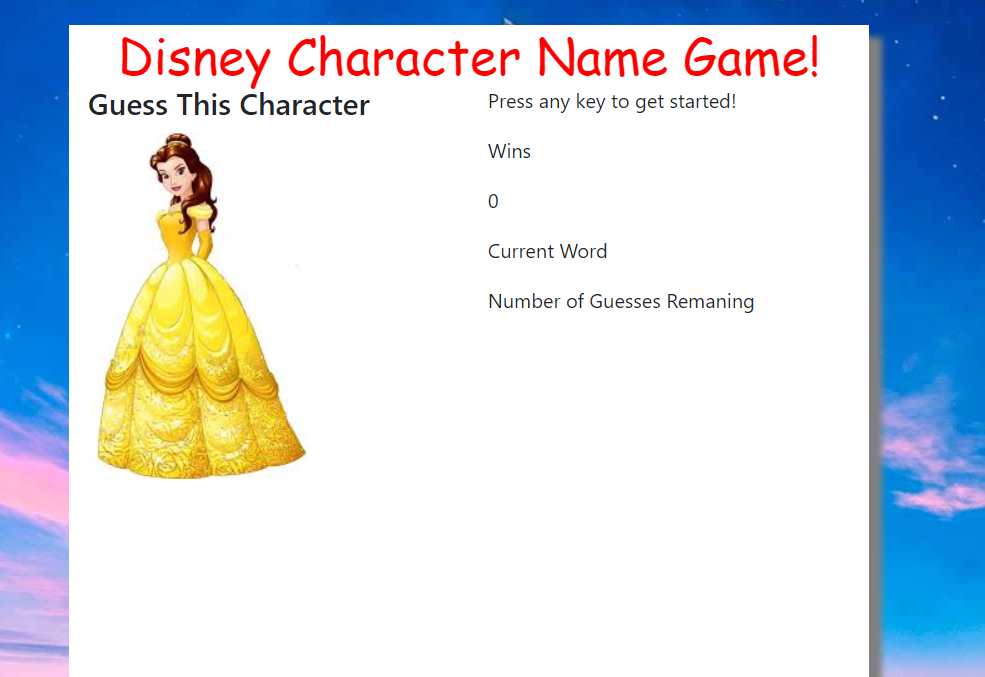 Disney Character Name Game!
Guess This Character
Press any key to get started!
Wins
0
Current Word
Number of Guesses Remaning